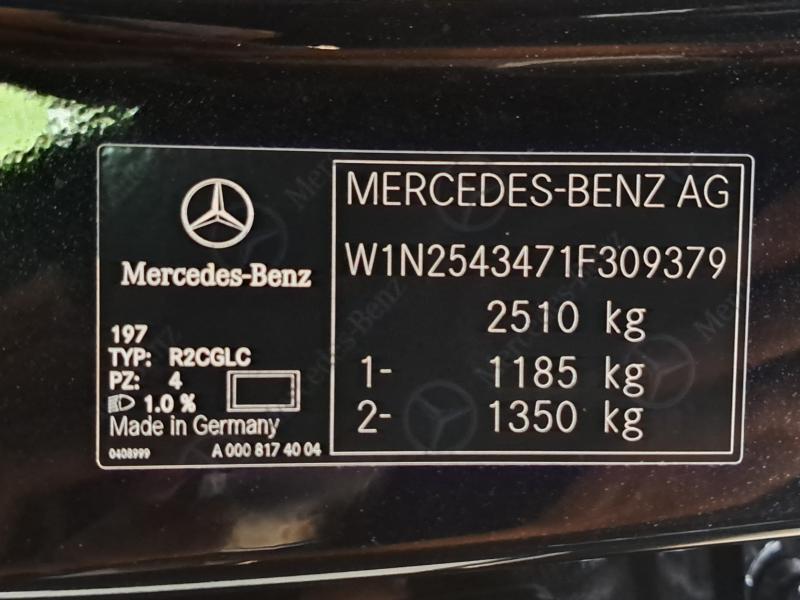 Mercedes-Benz
197
TYP: R2CGLC
PZ: 4
1.0 %
Made in Germany
0408999 A 000 817 40 04
MERCEDES-BENZ AG
W1N2543471F309379
2510 kg
1- 1185 kg
2- 1350 kg